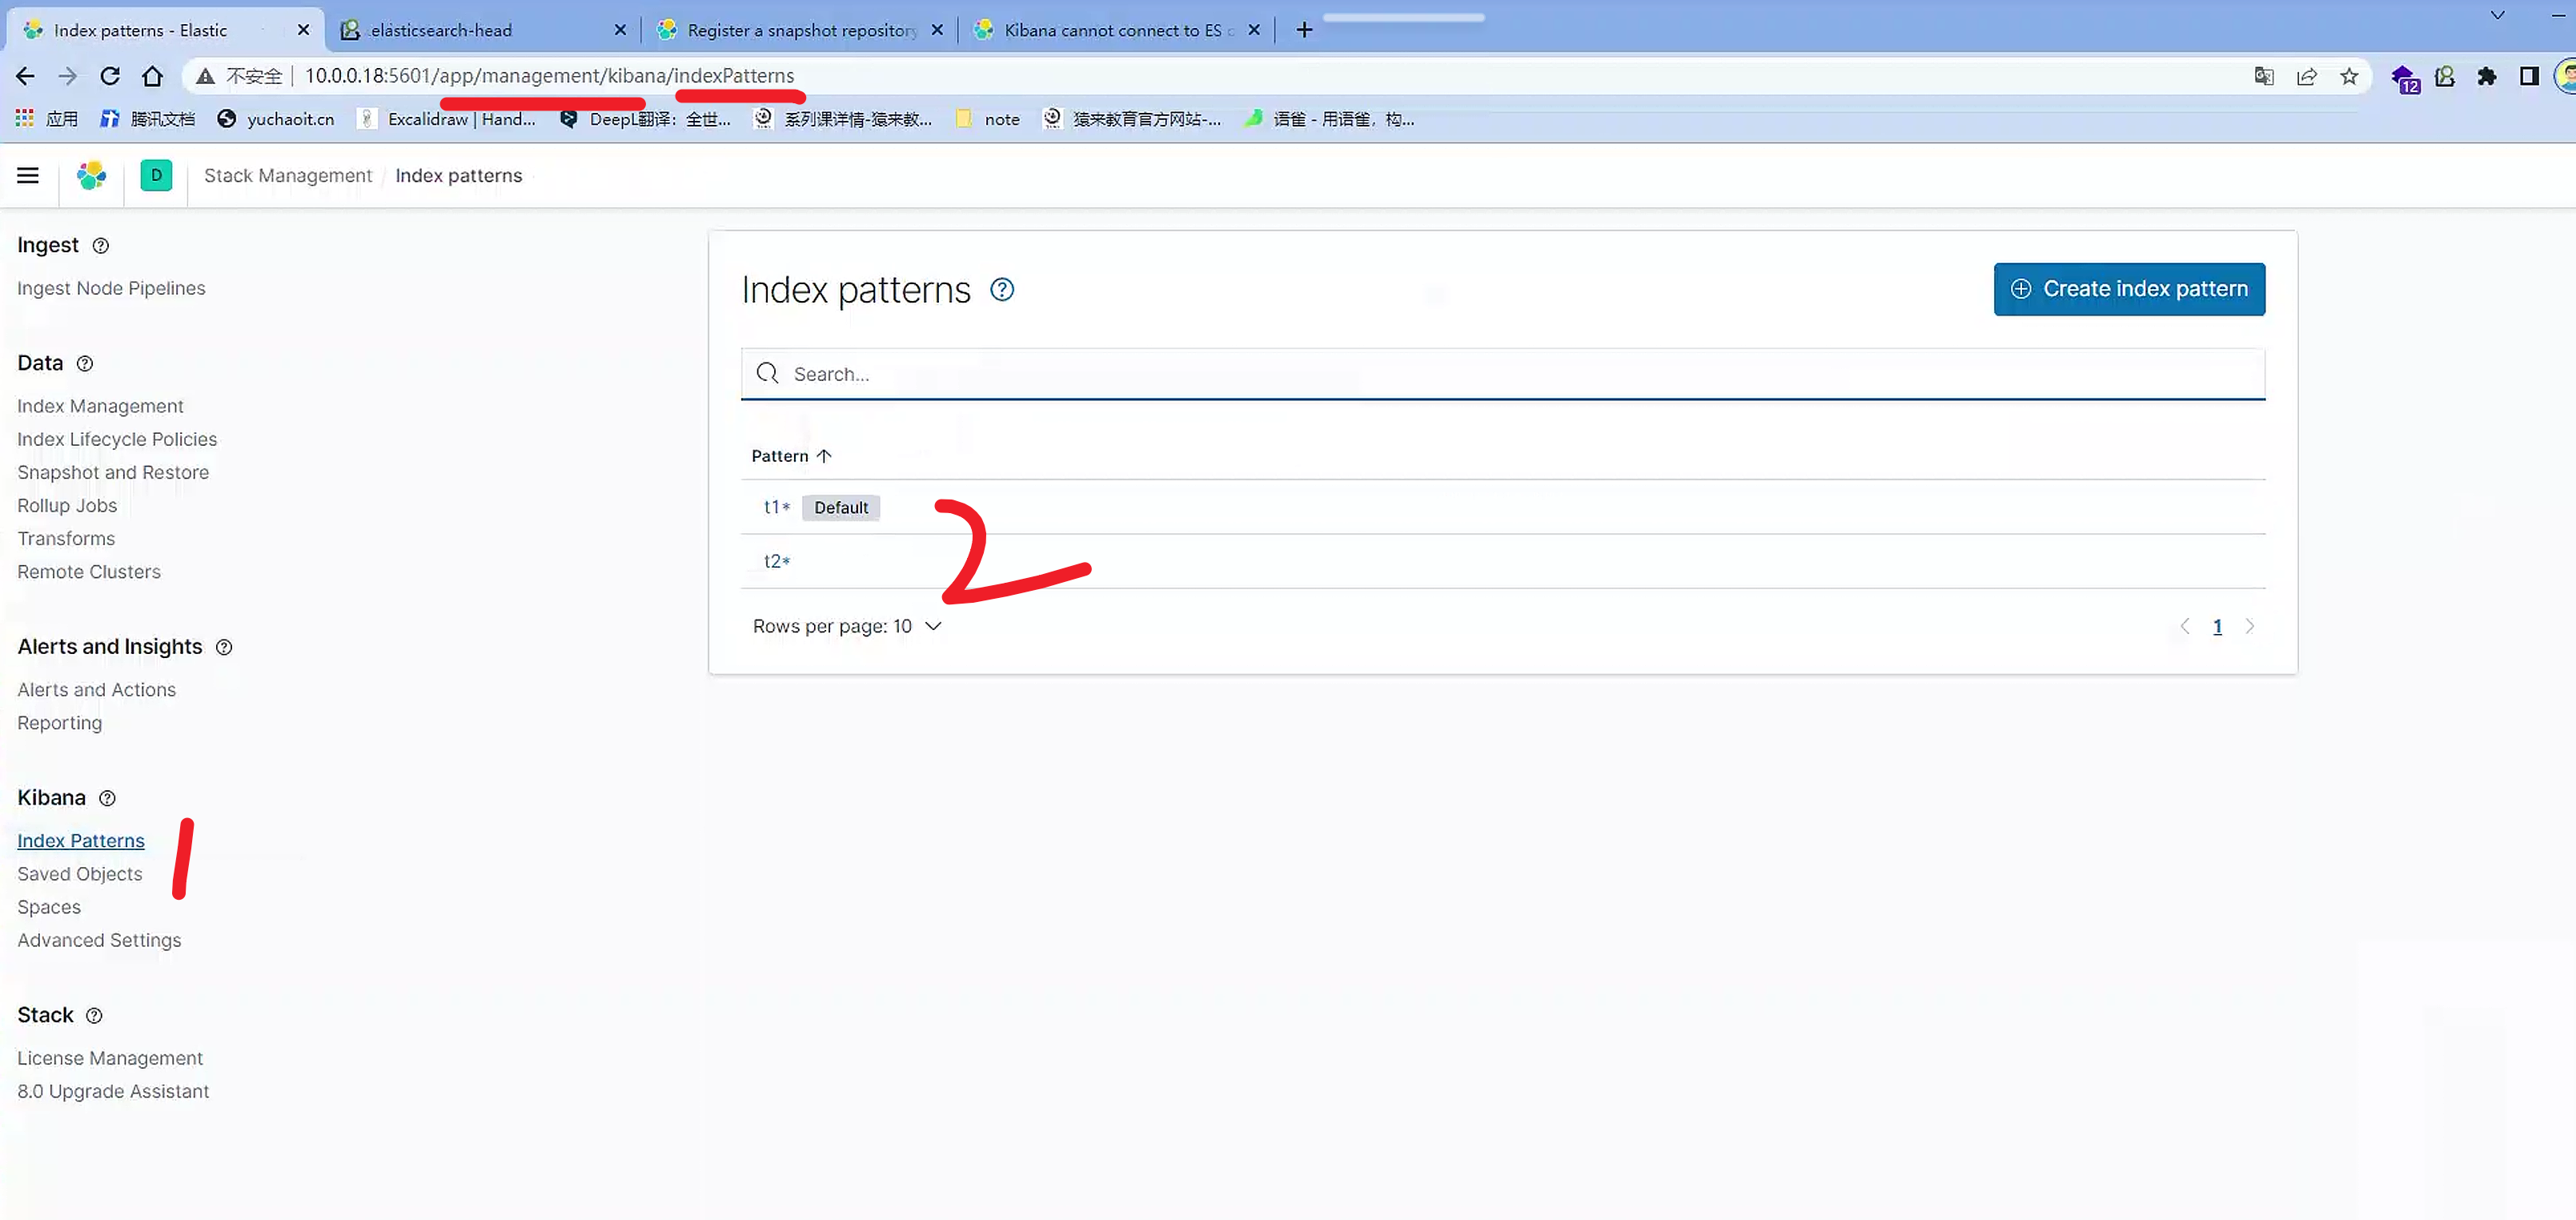 Index patterns - Elastic
elasticsearch-head
Register a snapshot repository
Kibana cannot connect to ES
不安全 | 10.0.0.18:5601/app/management/kibana/indexPatterns
12
应用
腾讯文档
yuchaoit.cn
Excalidraw | Hand...
DeepL翻译：全世...
系列课详情-猿来教...
note
猿来教育官方网站-...
语雀 - 用语雀，构...
D
Stack Management / Index patterns
Ingest
Ingest Node Pipelines
Data
Index Management
Index Lifecycle Policies
Snapshot and Restore
Rollup Jobs
Transforms
Remote Clusters
Alerts and Insights
Alerts and Actions
Reporting
Kibana
Index Patterns
1
Saved Objects
Spaces
Advanced Settings
Stack
License Management
8.0 Upgrade Assistant
Index patterns
Create index pattern
Search...
Pattern
t1* Default
t2*
2
Rows per page: 10
1